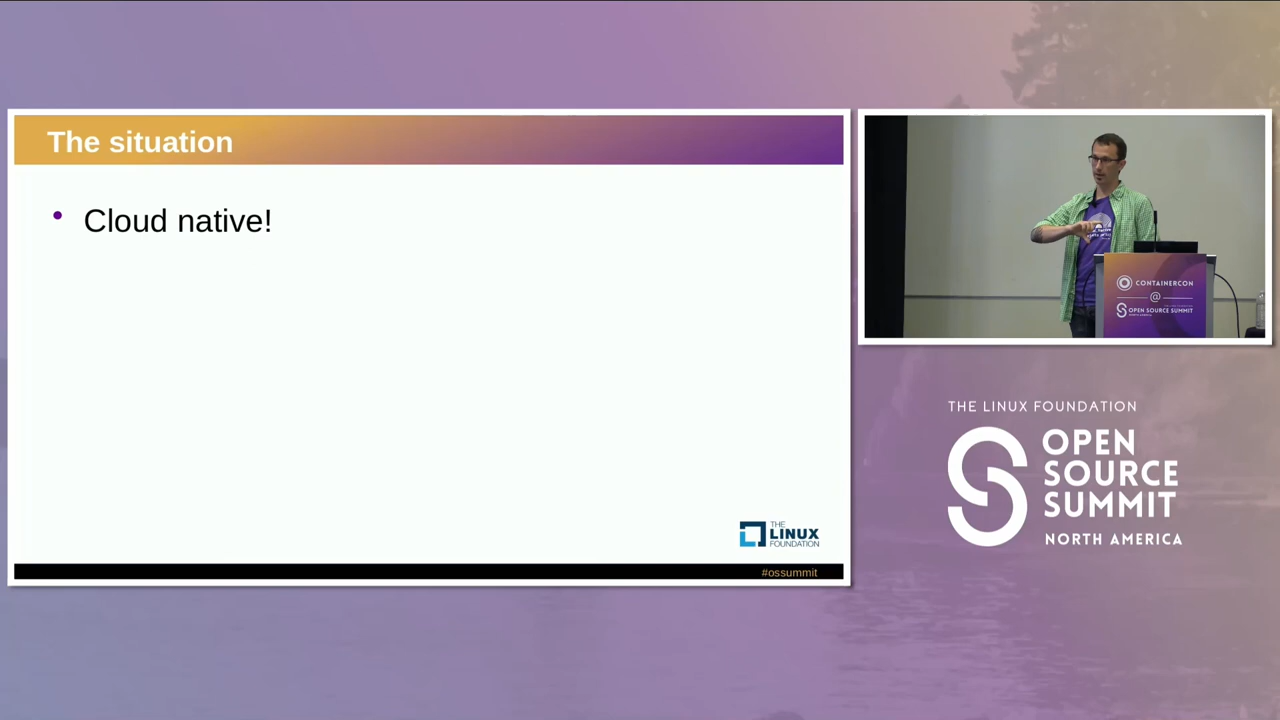 The situation
• Cloud native!
THE
LINUX
FOUNDATION
#ossummit
CONTAINERCON
@
OPEN SOURCE SUMMIT
THE LINUX FOUNDATION
OPEN
SOURCE
SUMMIT
NORTH AMERICA